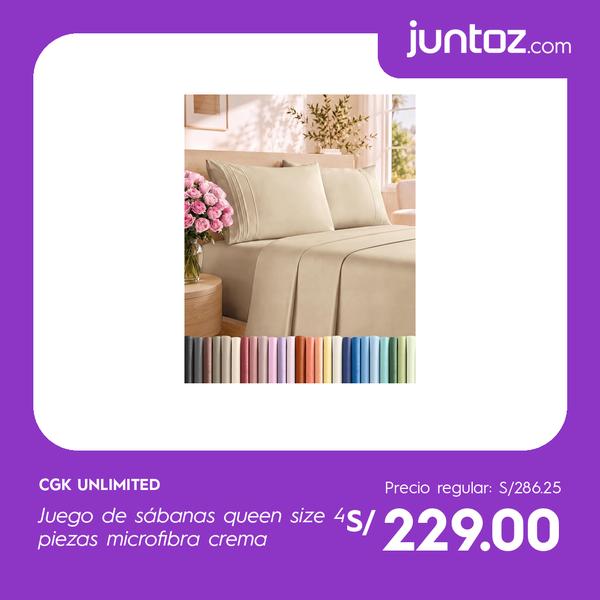 juntoz.com
CGK UNLIMITED
Juego de sábanas queen size 4
piezas microfibra crema
Precio regular: S/286.25
S/ 229.00